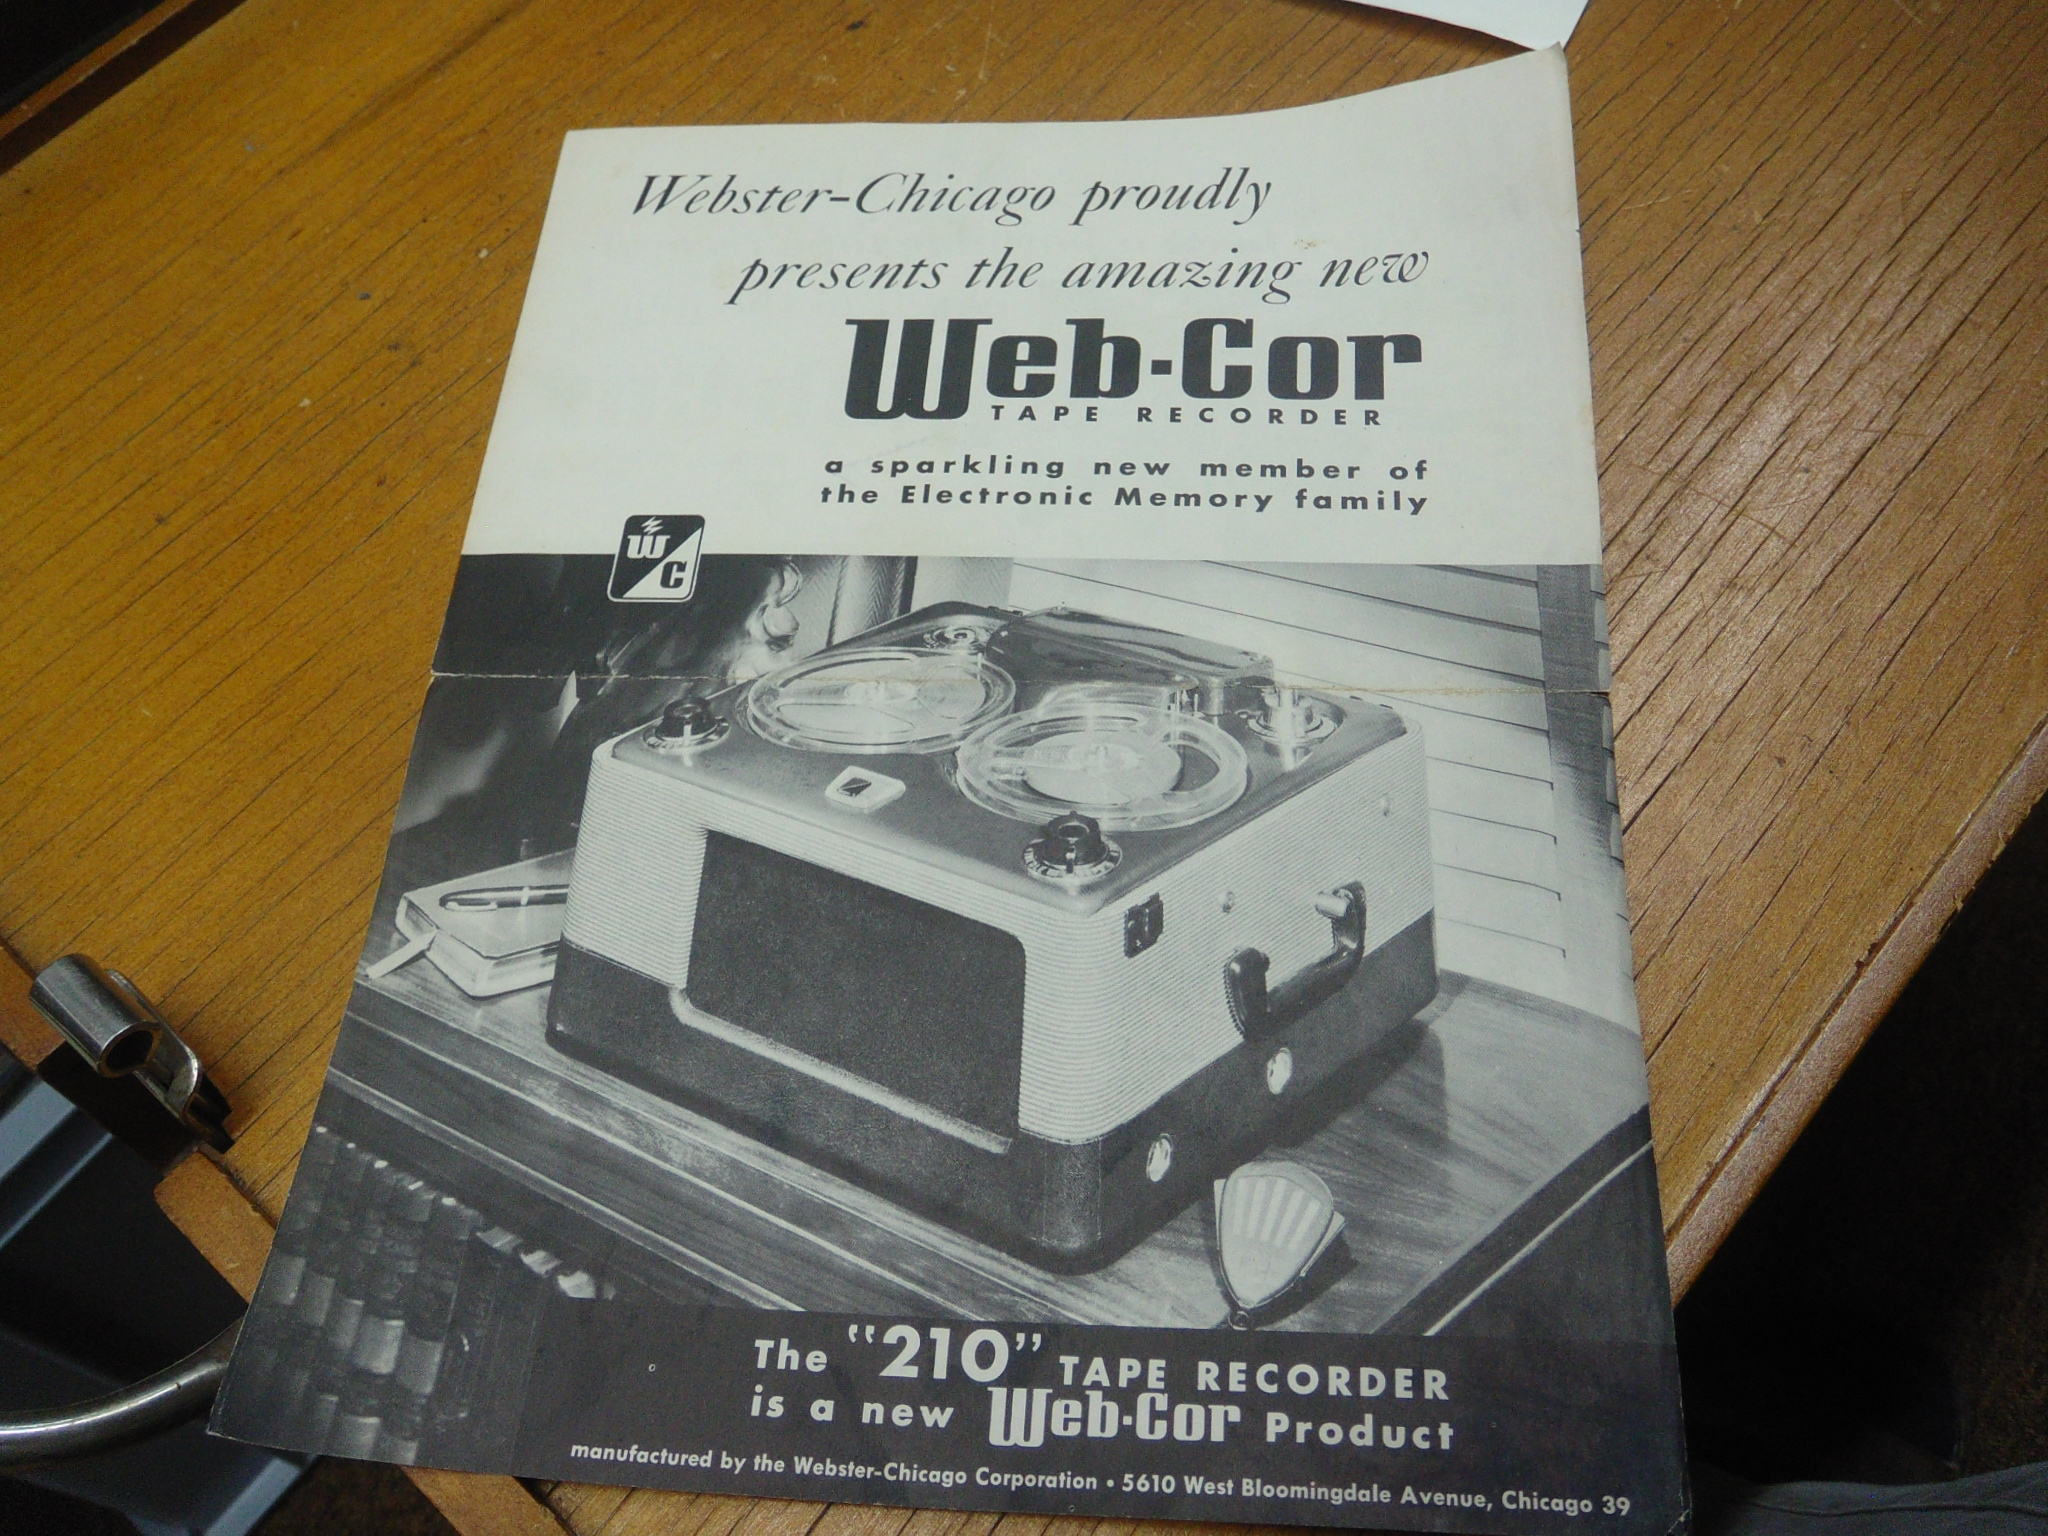 Webster-Chicago proudly
presents the amazing new
Web-Cor
TAPE RECORDER
a sparkling new member of
the Electronic Memory family
W
C
The "210" TAPE RECORDER
is a new Web-Cor Product
manufactured by the Webster-Chicago Corporation • 5610 West Bloomingdale Avenue, Chicago 39